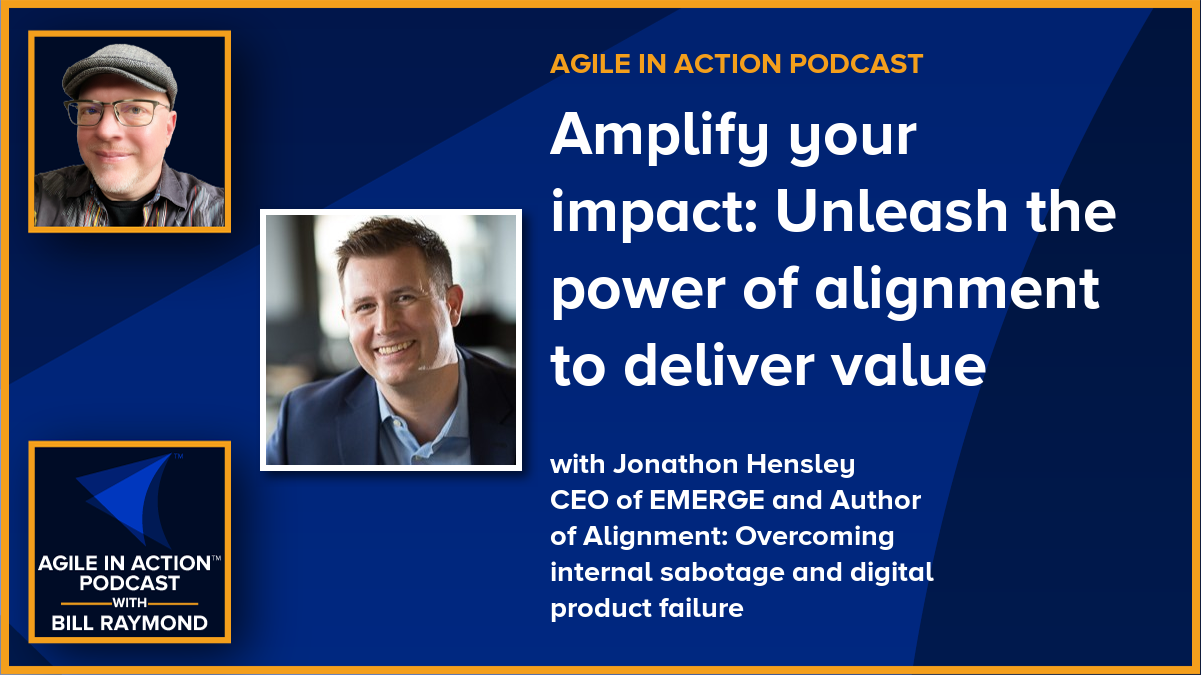 AGILE IN ACTION PODCAST
Amplify your
impact: Unleash the
power of alignment
to deliver value
with Jonathon Hensley
CEO of EMERGE and Author
of Alignment: Overcoming
internal sabotage and digital
product failure
TM
AGILE IN ACTION™
PODCAST
WITH
BILL RAYMOND